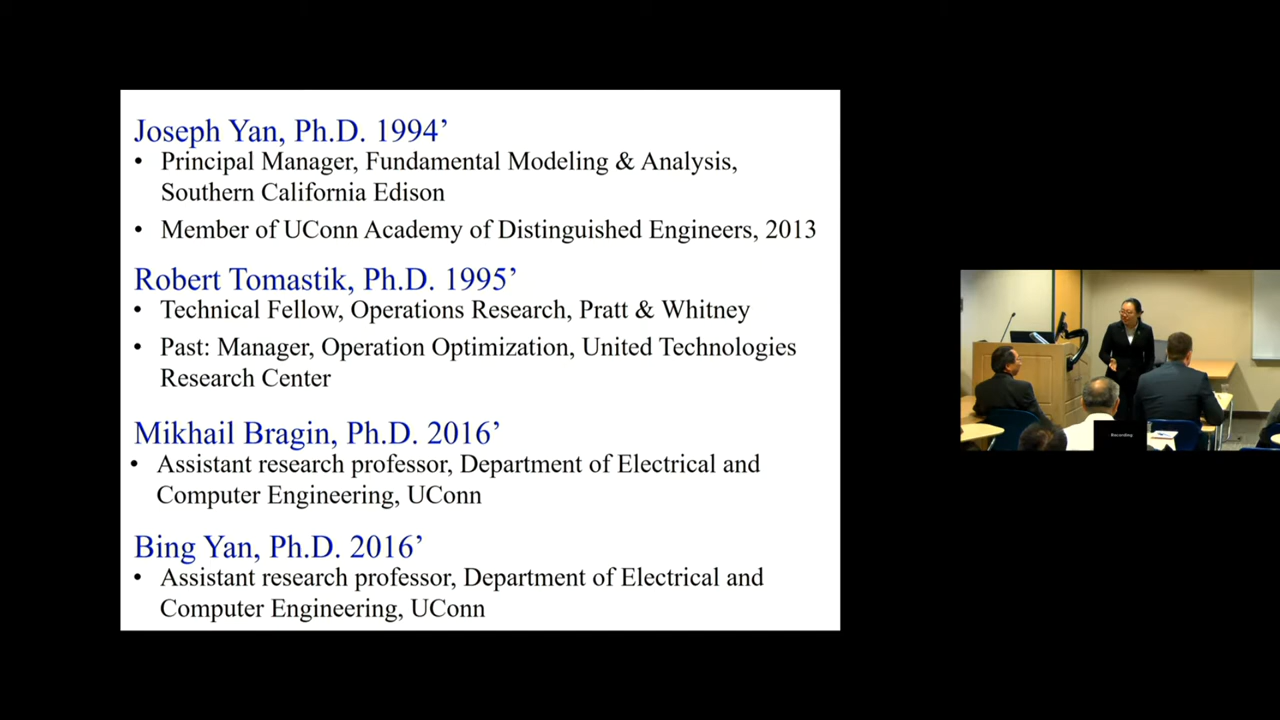 Joseph Yan, Ph.D. 1994’
• Principal Manager, Fundamental Modeling & Analysis,
Southern California Edison
• Member of UConn Academy of Distinguished Engineers, 2013
Robert Tomastik, Ph.D. 1995’
• Technical Fellow, Operations Research, Pratt & Whitney
• Past: Manager, Operation Optimization, United Technologies
Research Center
Mikhail Bragin, Ph.D. 2016’
• Assistant research professor, Department of Electrical and
Computer Engineering, UConn
Bing Yan, Ph.D. 2016’
• Assistant research professor, Department of Electrical and
Computer Engineering, UConn
Recording